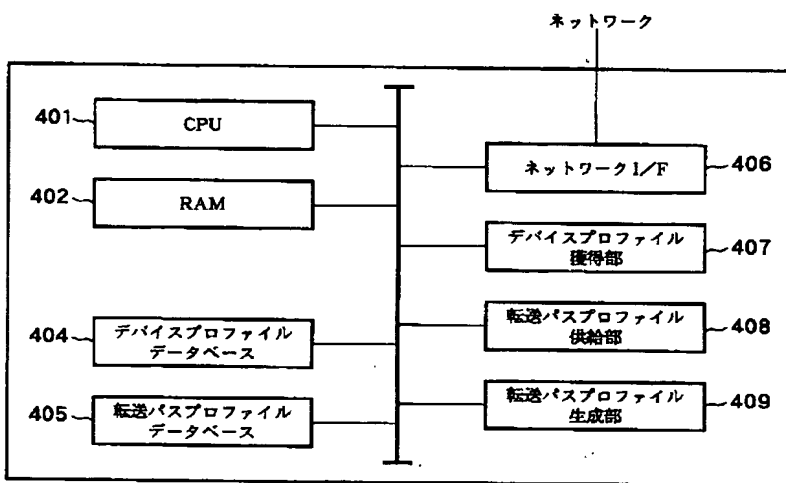 ネットワーク
401
CPU
402
RAM
404
デバイスプロファイル
データベース
405
転送パスプロファイル
データベース
ネットワーク I/F
406
デバイスプロファイル
獲得部
407
転送パスプロファイル
供給部
408
転送パスプロファイル
生成部
409